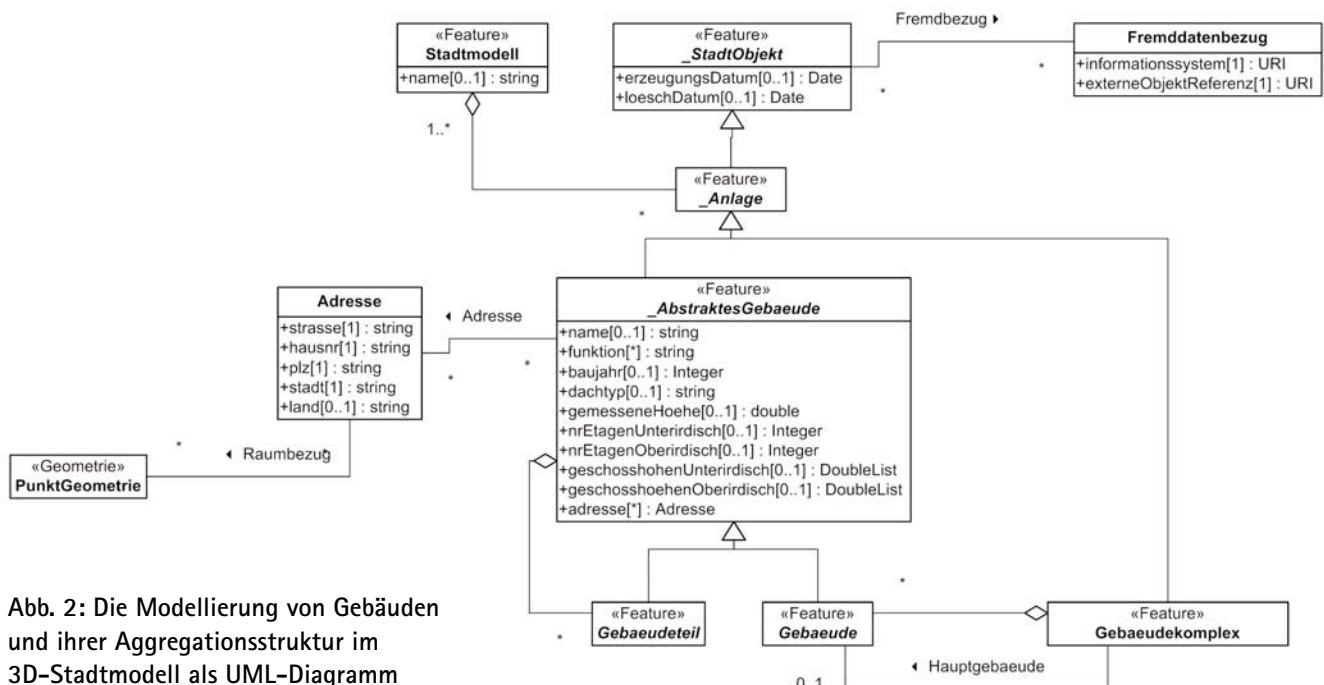 «Feature»
Stadtmodell
+name[0..1] : string
1..*
«Feature»
_StadtObjekt
+erzeugungsDatum[0..1] : Date
+loeschDatum[0..1] : Date
Fremdbezug ▸
*
*
Fremddatenbezug
+informationssystem[1] : URI
+externeObjektReferenz[1] : URI
«Feature»
_Anlage
*
Adresse
+strasse[1] : string
+hausnr[1] : string
+plz[1] : string
+stadt[1] : string
+land[0..1] : string
◂ Adresse
*
*
«Feature»
_AbstraktesGebaeude
+name[0..1] : string
+funktion[*] : string
+baujahr[0..1] : Integer
+dachtyp[0..1] : string
+gemesseneHoehe[0..1] : double
+nrEtagenUnterirdisch[0..1] : Integer
+nrEtagenOberirdisch[0..1] : Integer
+geschosshohenUnterirdisch[0..1] : DoubleList
+geschosshoehenOberirdisch[0..1] : DoubleList
+adresse[*] : Adresse
*
◂ Raumbezug
*
«Geometrie»
PunktGeometrie
«Feature»
Gebaeudeteil
*
«Feature»
Gebaeude
*
«Feature»
Gebaeudekomplex
◂ Hauptgebaeude
0..1
Abb. 2: Die Modellierung von Gebäuden
und ihrer Aggregationsstruktur im
3D-Stadtmodell als UML-Diagramm